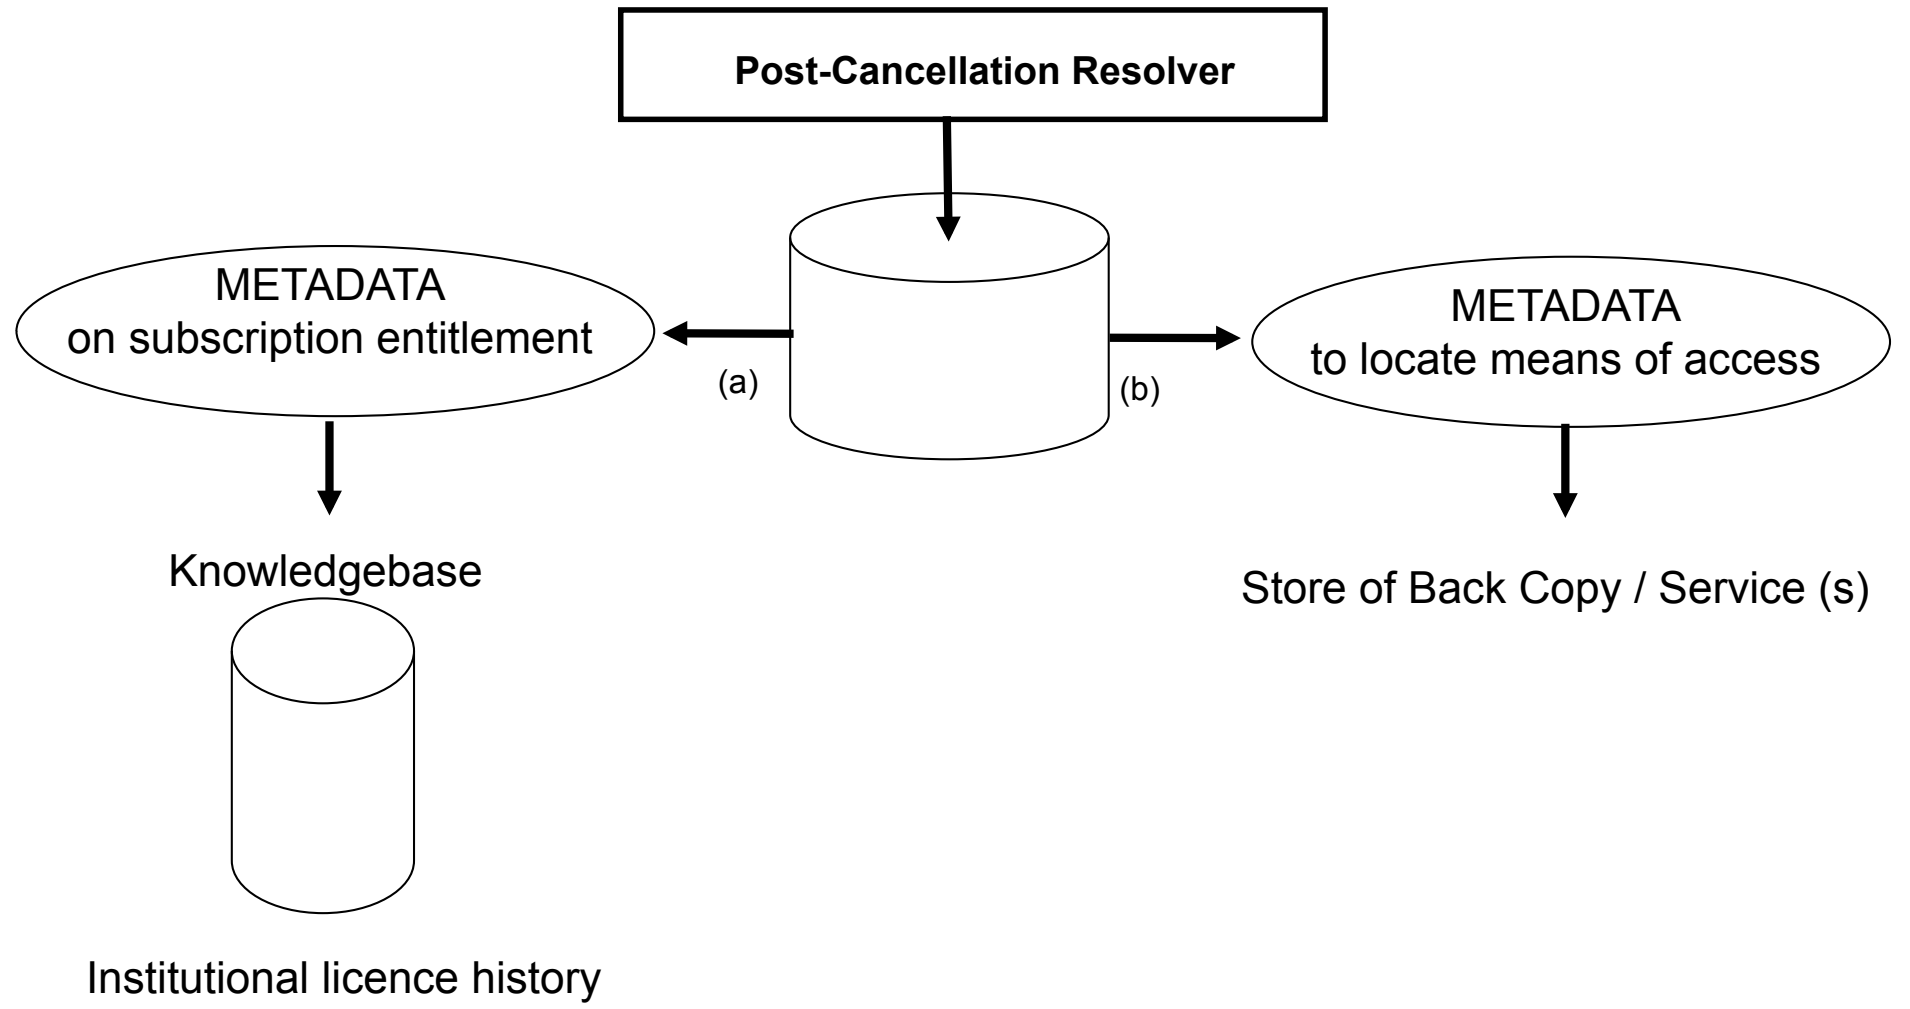 Post-Cancellation Resolver
METADATA
on subscription entitlement
METADATA
to locate means of access
(a)
(b)
Knowledgebase
Store of Back Copy / Service (s)
Institutional licence history